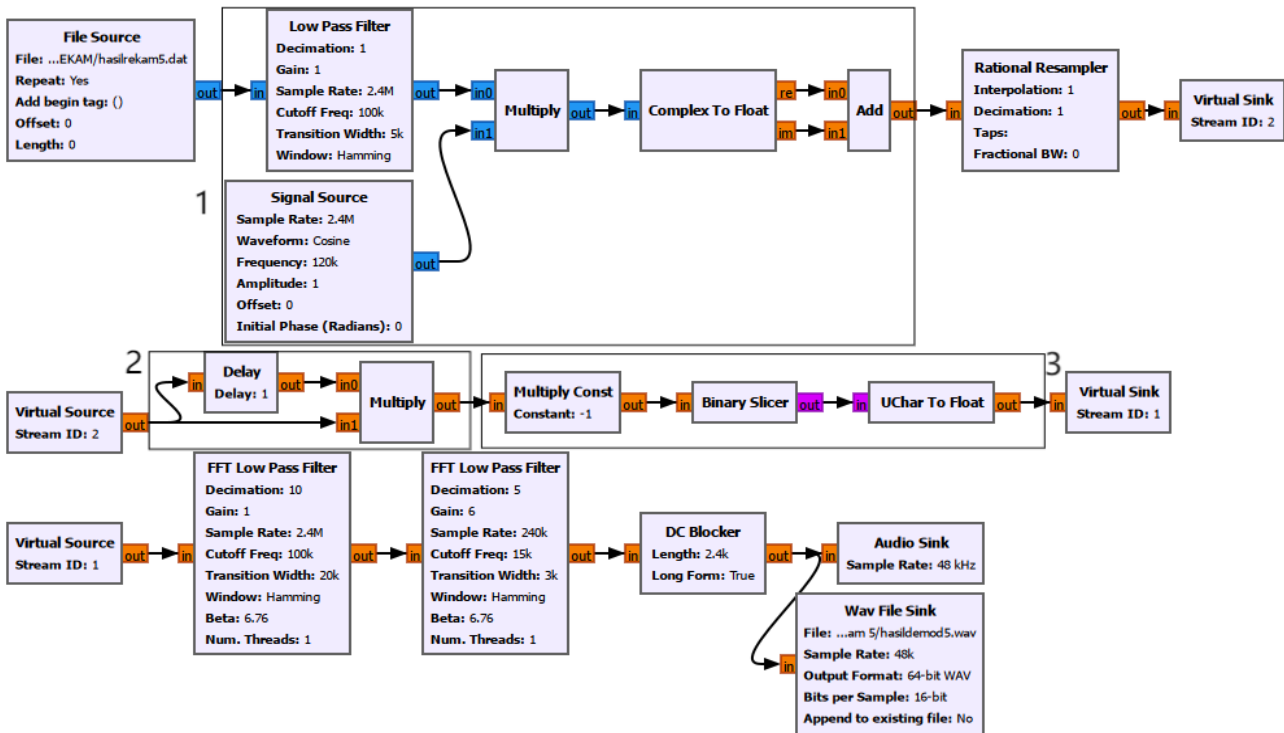 File Source
File: ...EKAM/hasilrekam5.dat
Repeat: Yes
Add begin tag: ()
Offset: 0
Length: 0
out
in
Low Pass Filter
Decimation: 1
Gain: 1
Sample Rate: 2.4M
Cutoff Freq: 100k
Transition Width: 5k
Window: Hamming
out
1
Signal Source
Sample Rate: 2.4M
Waveform: Cosine
Frequency: 120k
Amplitude: 1
Offset: 0
Initial Phase (Radians): 0
out
in0
in1
Multiply
out
in
Complex To Float
re
im
in0
in1
Add
out
in
Rational Resampler
Interpolation: 1
Decimation: 1
Taps:
Fractional BW: 0
out
in
Virtual Sink
Stream ID: 2
2
Virtual Source
Stream ID: 2
out
in
Delay
Delay: 1
out
in0
in1
Multiply
out
in
Multiply Const
Constant: -1
out
in
Binary Slicer
out
in
UChar To Float
out
3
in
Virtual Sink
Stream ID: 1
Virtual Source
Stream ID: 1
out
in
FFT Low Pass Filter
Decimation: 10
Gain: 1
Sample Rate: 2.4M
Cutoff Freq: 100k
Transition Width: 20k
Window: Hamming
Beta: 6.76
Num. Threads: 1
out
in
FFT Low Pass Filter
Decimation: 5
Gain: 6
Sample Rate: 240k
Cutoff Freq: 15k
Transition Width: 3k
Window: Hamming
Beta: 6.76
Num. Threads: 1
out
in
DC Blocker
Length: 2.4k
Long Form: True
out
in
Audio Sink
Sample Rate: 48 kHz
in
Wav File Sink
File: ...am 5/hasildemod5.wav
Sample Rate: 48k
Output Format: 64-bit WAV
Bits per Sample: 16-bit
Append to existing file: No